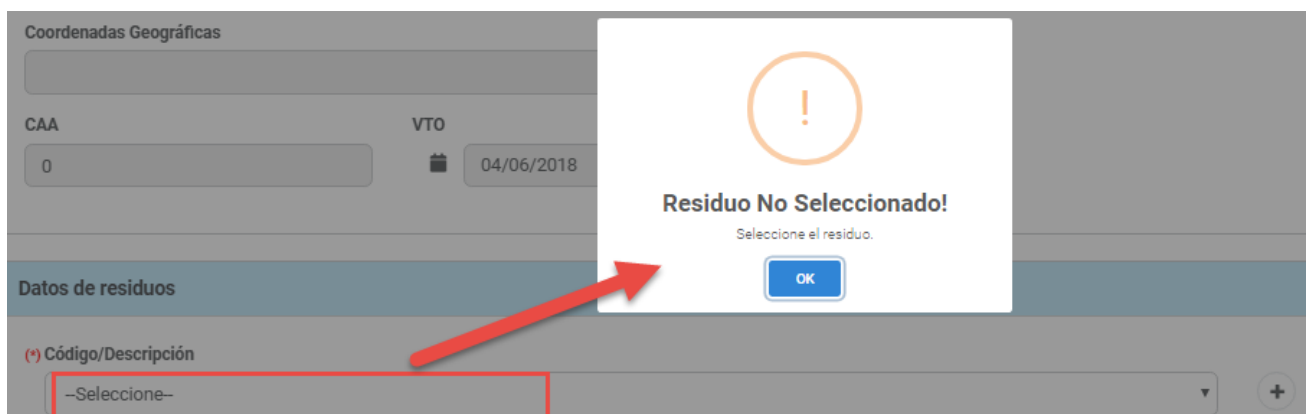 Coordenadas Geográficas
CAA
VTO
0
04/06/2018
!
Residuo No Seleccionado!
Seleccione el residuo.
OK
Datos de residuos
(*) Código/Descripción
--Seleccione--
+